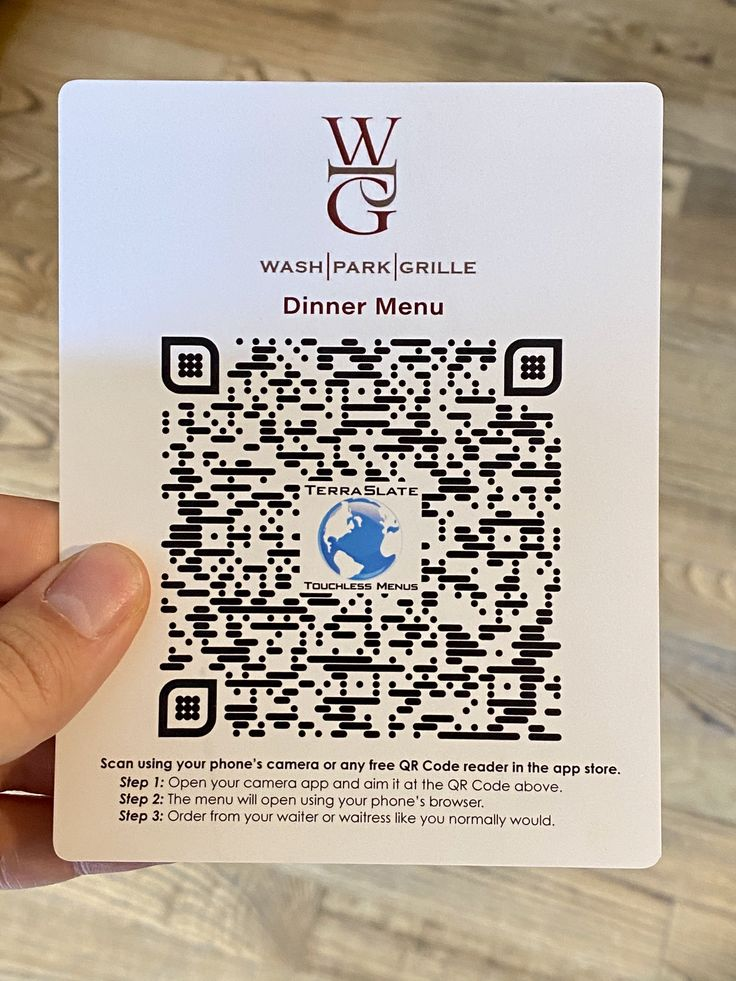 WPG
WASH|PARK|GRILLE
Dinner Menu
TERRASLATE
TOUCHLESS MENUS
Scan using your phone's camera or any free QR Code reader in the app store.
Step 1: Open your camera app and aim it at the QR Code above.
Step 2: The menu will open using your phone's browser.
Step 3: Order from your waiter or waitress like you normally would.